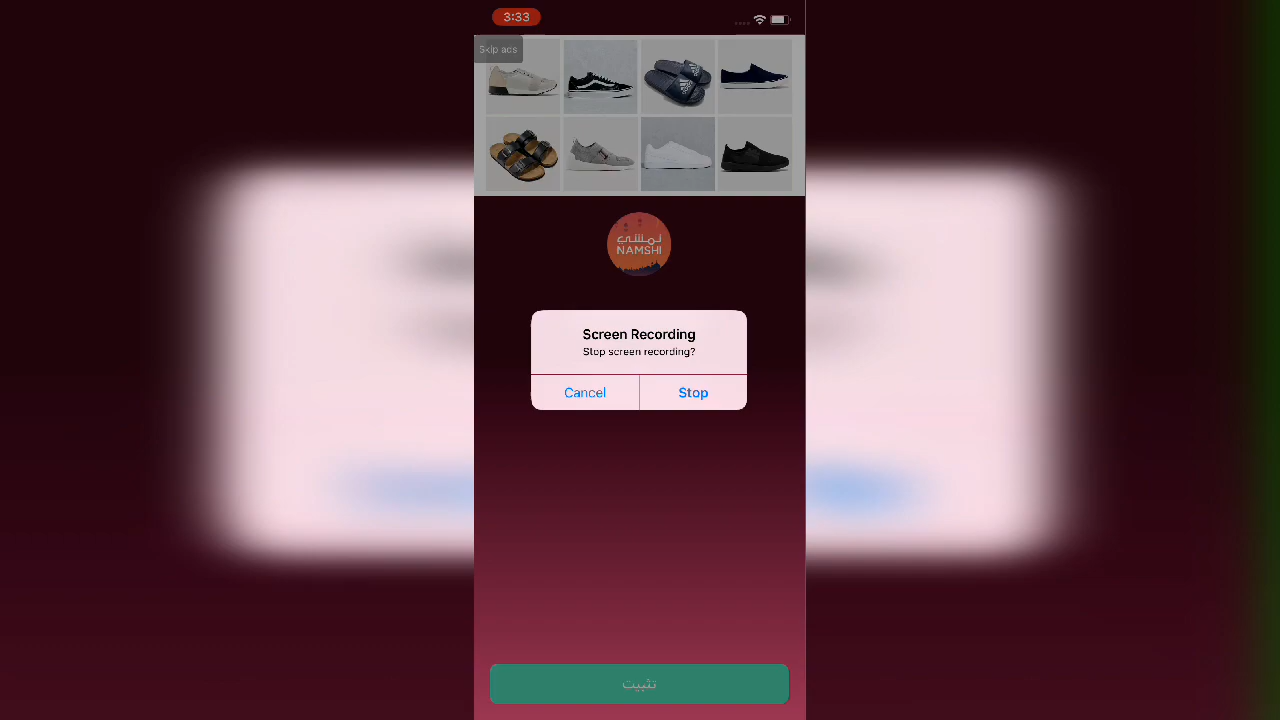 3:33
Skip ads
نمشي
NAMSHI
Screen Recording
Stop screen recording?
Cancel
Stop
تثبيت